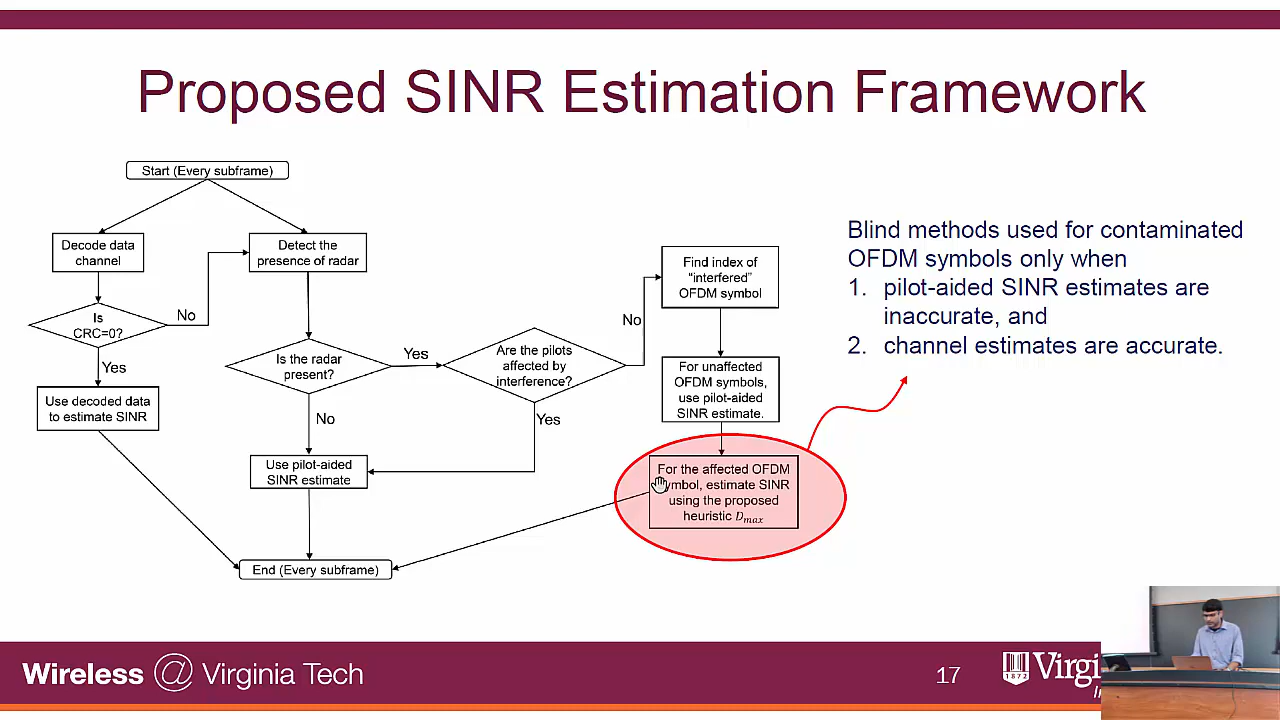 Proposed SINR Estimation Framework
Start (Every subframe)
Decode data
channel
Detect the
presence of radar
Is
CRC=0?
No
Yes
Use decoded data
to estimate SINR
Is the radar
present?
Yes
No
Use pilot-aided
SINR estimate
Are the pilots
affected by
interference?
No
Yes
Find index of
“interfered”
OFDM symbol
For unaffected
OFDM symbols,
use pilot-aided
SINR estimate.
For the affected OFDM
symbol, estimate SINR
using the proposed
heuristic Dmax
End (Every subframe)
Blind methods used for contaminated
OFDM symbols only when
1. pilot-aided SINR estimates are
inaccurate, and
2. channel estimates are accurate.
Wireless @ Virginia Tech
17
1872